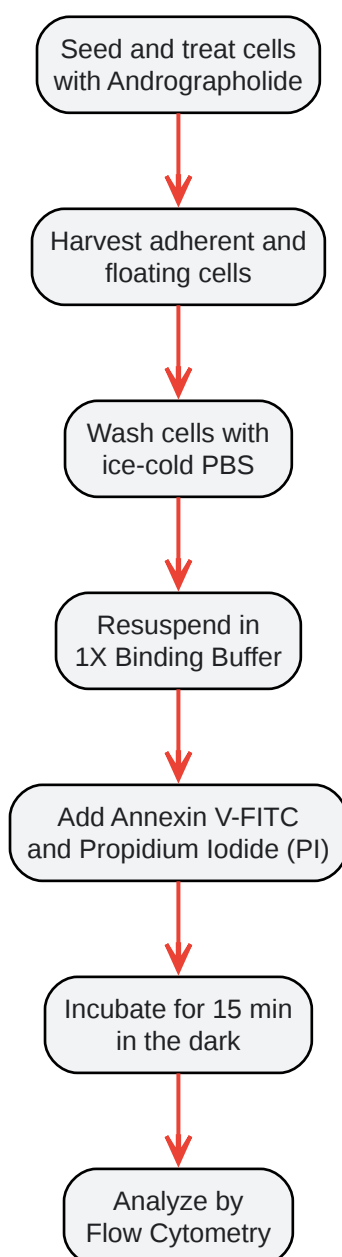 Seed and treat cells
with Andrographolide
Harvest adherent and
floating cells
Wash cells with
ice-cold PBS
Resuspend in
1X Binding Buffer
Add Annexin V-FITC
and Propidium Iodide (PI)
Incubate for 15 min
in the dark
Analyze by
Flow Cytometry